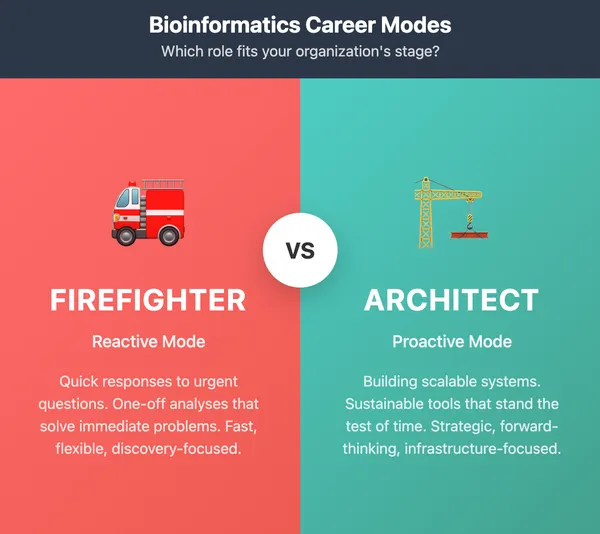 Bioinformatics Career Modes
Which role fits your organization's stage?
VS
FIREFIGHTER
Reactive Mode
Quick responses to urgent
questions. One-off analyses that
solve immediate problems. Fast,
flexible, discovery-focused.
ARCHITECT
Proactive Mode
Building scalable systems.
Sustainable tools that stand the
test of time. Strategic, forward-
thinking, infrastructure-focused.